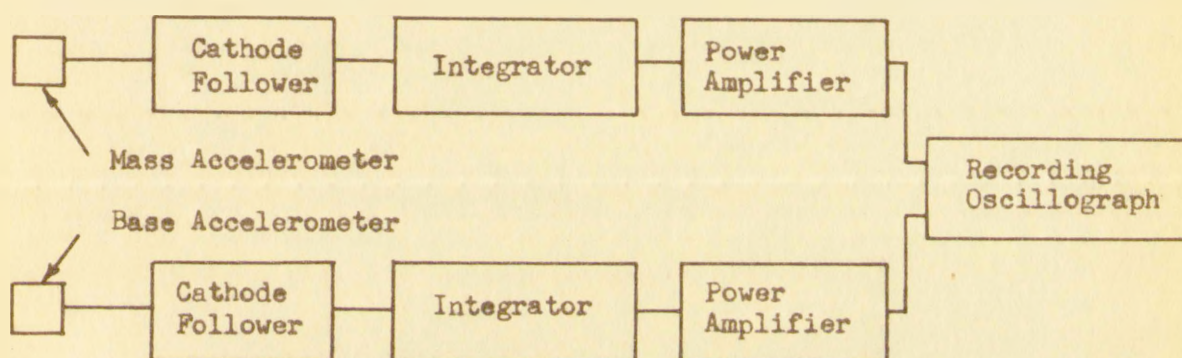 Cathode
Follower
Integrator
Power
Amplifier
Mass Accelerometer
Recording
Oscillograph
Base Accelerometer
Cathode
Follower
Integrator
Power
Amplifier